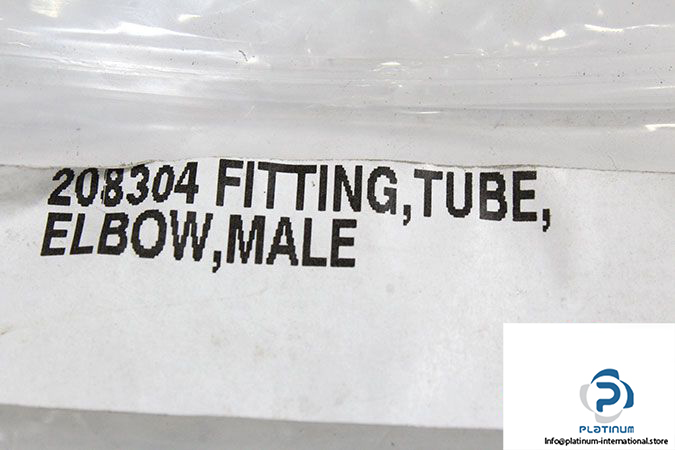 208304 FITTING,TUBE,
ELBOW,MALE
PLATINUM
Info@platinum-international.store